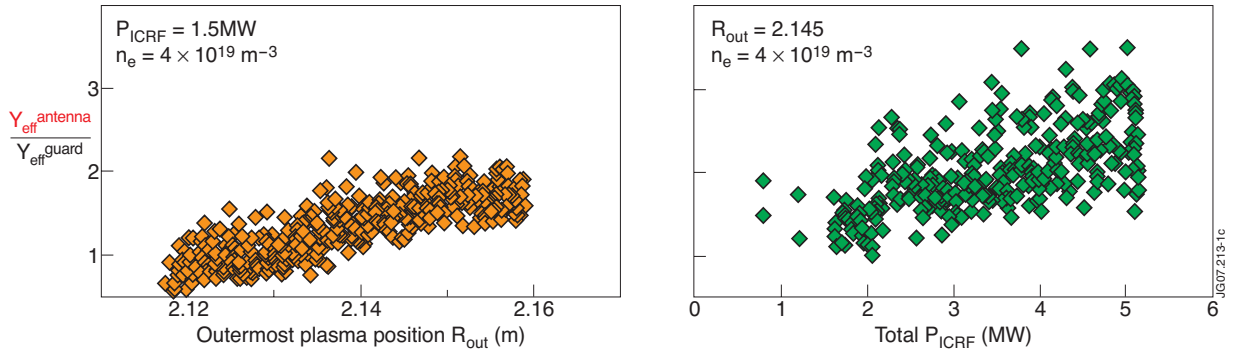 P_ICRF = 1.5MW
n_e = 4 × 10^19 m^–3
3
2
1
Y_eff^antenna
Y_eff^guard
2.12 2.14 2.16
Outermost plasma position R_out (m)
R_out = 2.145
n_e = 4 × 10^19 m^–3
0 1 2 3 4 5 6
Total P_ICRF (MW)
JG07.213-1c